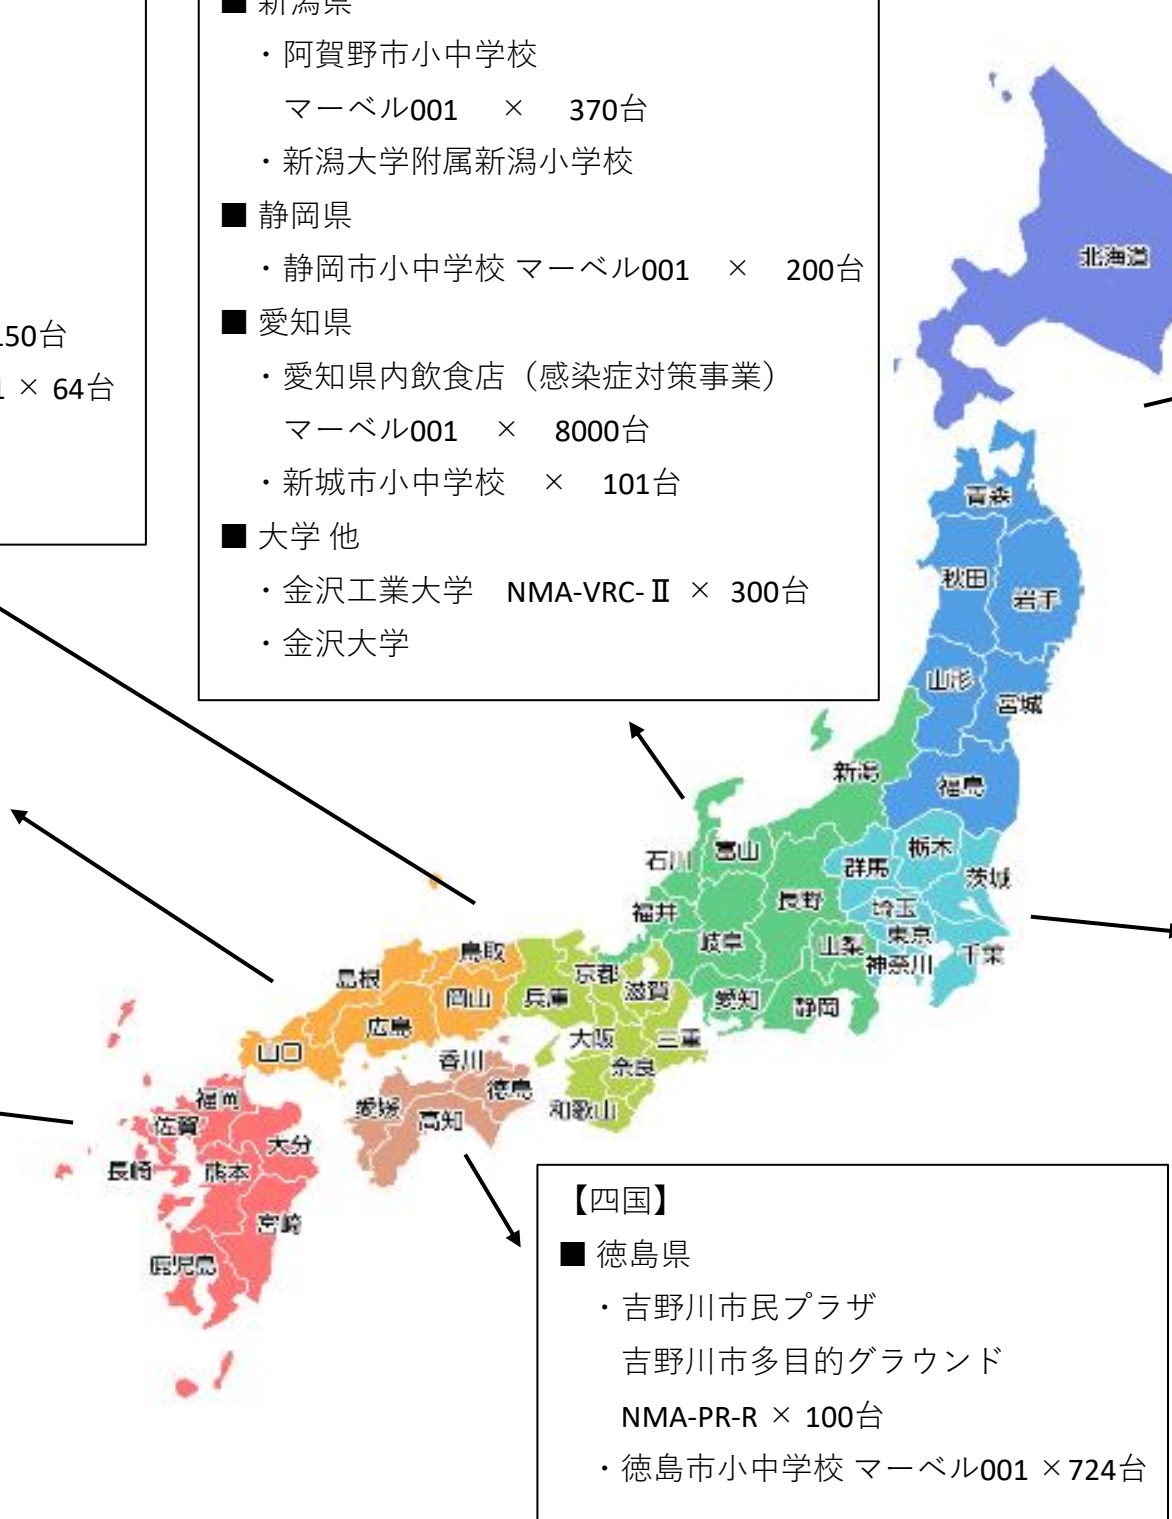 ■ 新潟県
・阿賀野市小中学校
マーベル001 × 370台
・新潟大学附属新潟小学校
■ 静岡県
・静岡市小中学校 マーベル001 × 200台
■ 愛知県
・愛知県内飲食店（感染症対策事業）
マーベル001 × 8000台
・新城市小中学校 × 101台
■ 大学 他
・金沢工業大学 NMA-VRC-Ⅱ × 300台
・金沢大学
50台
× 64台
北海道
青森
秋田
岩手
山形
宮城
新潟
福島
石川
富山
群馬
栃木
茨城
福井
長野
埼玉
岐阜
山梨
東京
神奈川
千葉
鳥取
島根
京都
岡山
兵庫
滋賀
愛知
静岡
広島
大阪
三重
山口
香川
奈良
徳島
和歌山
愛媛
高知
福岡
佐賀
大分
長崎
熊本
宮崎
鹿児島
【四国】
■ 徳島県
・吉野川市民プラザ
吉野川市多目的グラウンド
NMA-PR-R × 100台
・徳島市小中学校 マーベル001 ×724台